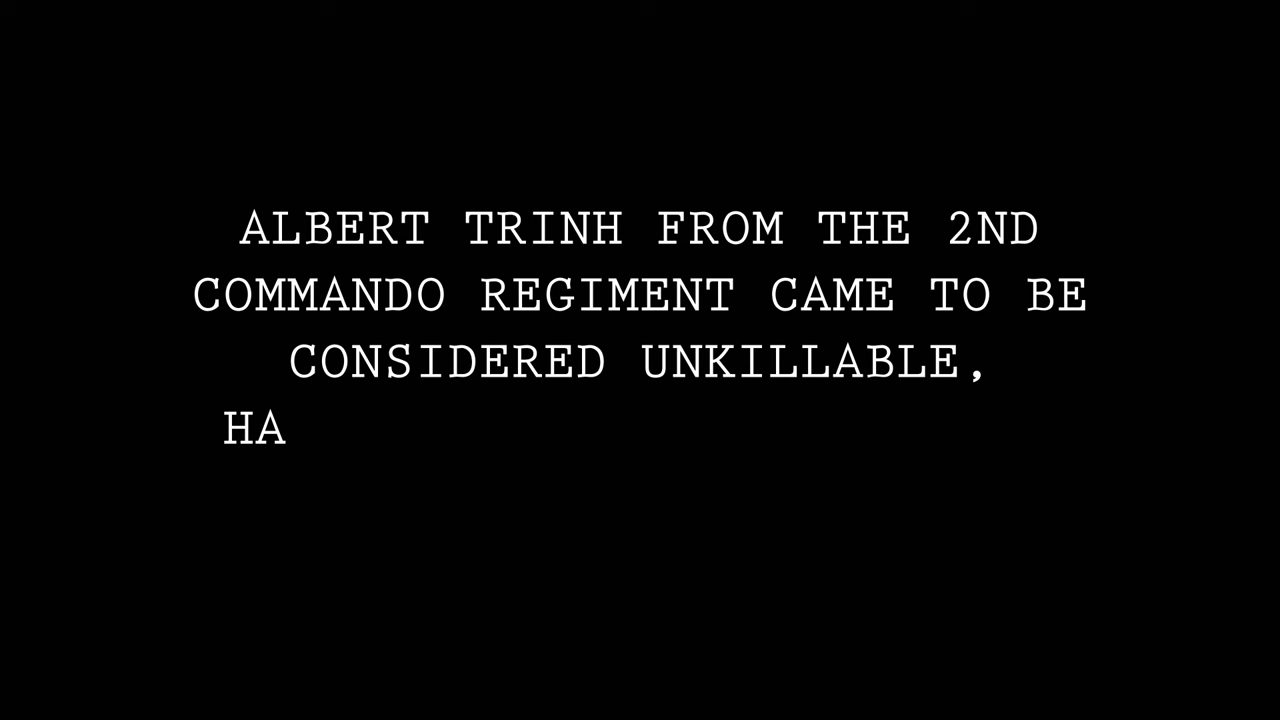 ALBERT TRINH FROM THE 2ND
COMMANDO REGIMENT CAME TO BE
CONSIDERED UNKILLABLE,
HA